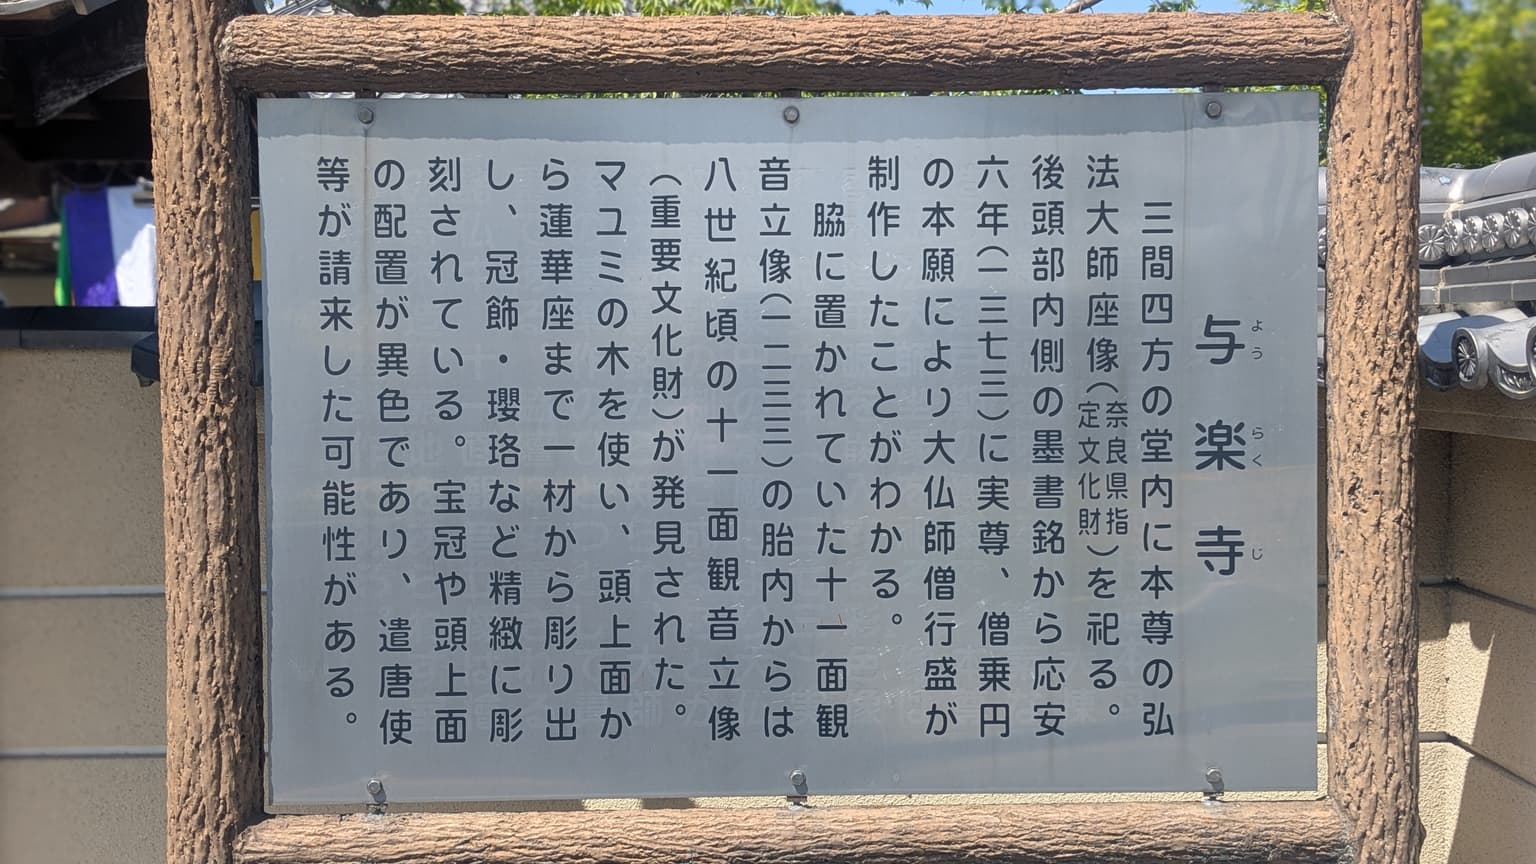 与楽寺
ようらくじ
三間四方の堂内に本尊の弘
法大師座像（奈良県指定文化財）を祀る。
後頭部内側の墨書銘から応安
六年（一三七三）に実尊、僧乗円
の本願により大仏師僧行盛が
制作したことがわかる。
脇に置かれていた十一面観
音立像（一二三三）の胎内からは
八世紀頃の十一面観音立像
（重要文化財）が発見された。
マユミの木を使い、頭上面か
ら蓮華座まで一材から彫り出
し、冠飾・瓔珞など精緻に彫
刻されている。宝冠や頭上面
の配置が異色であり、遣唐使
等が請来した可能性がある。